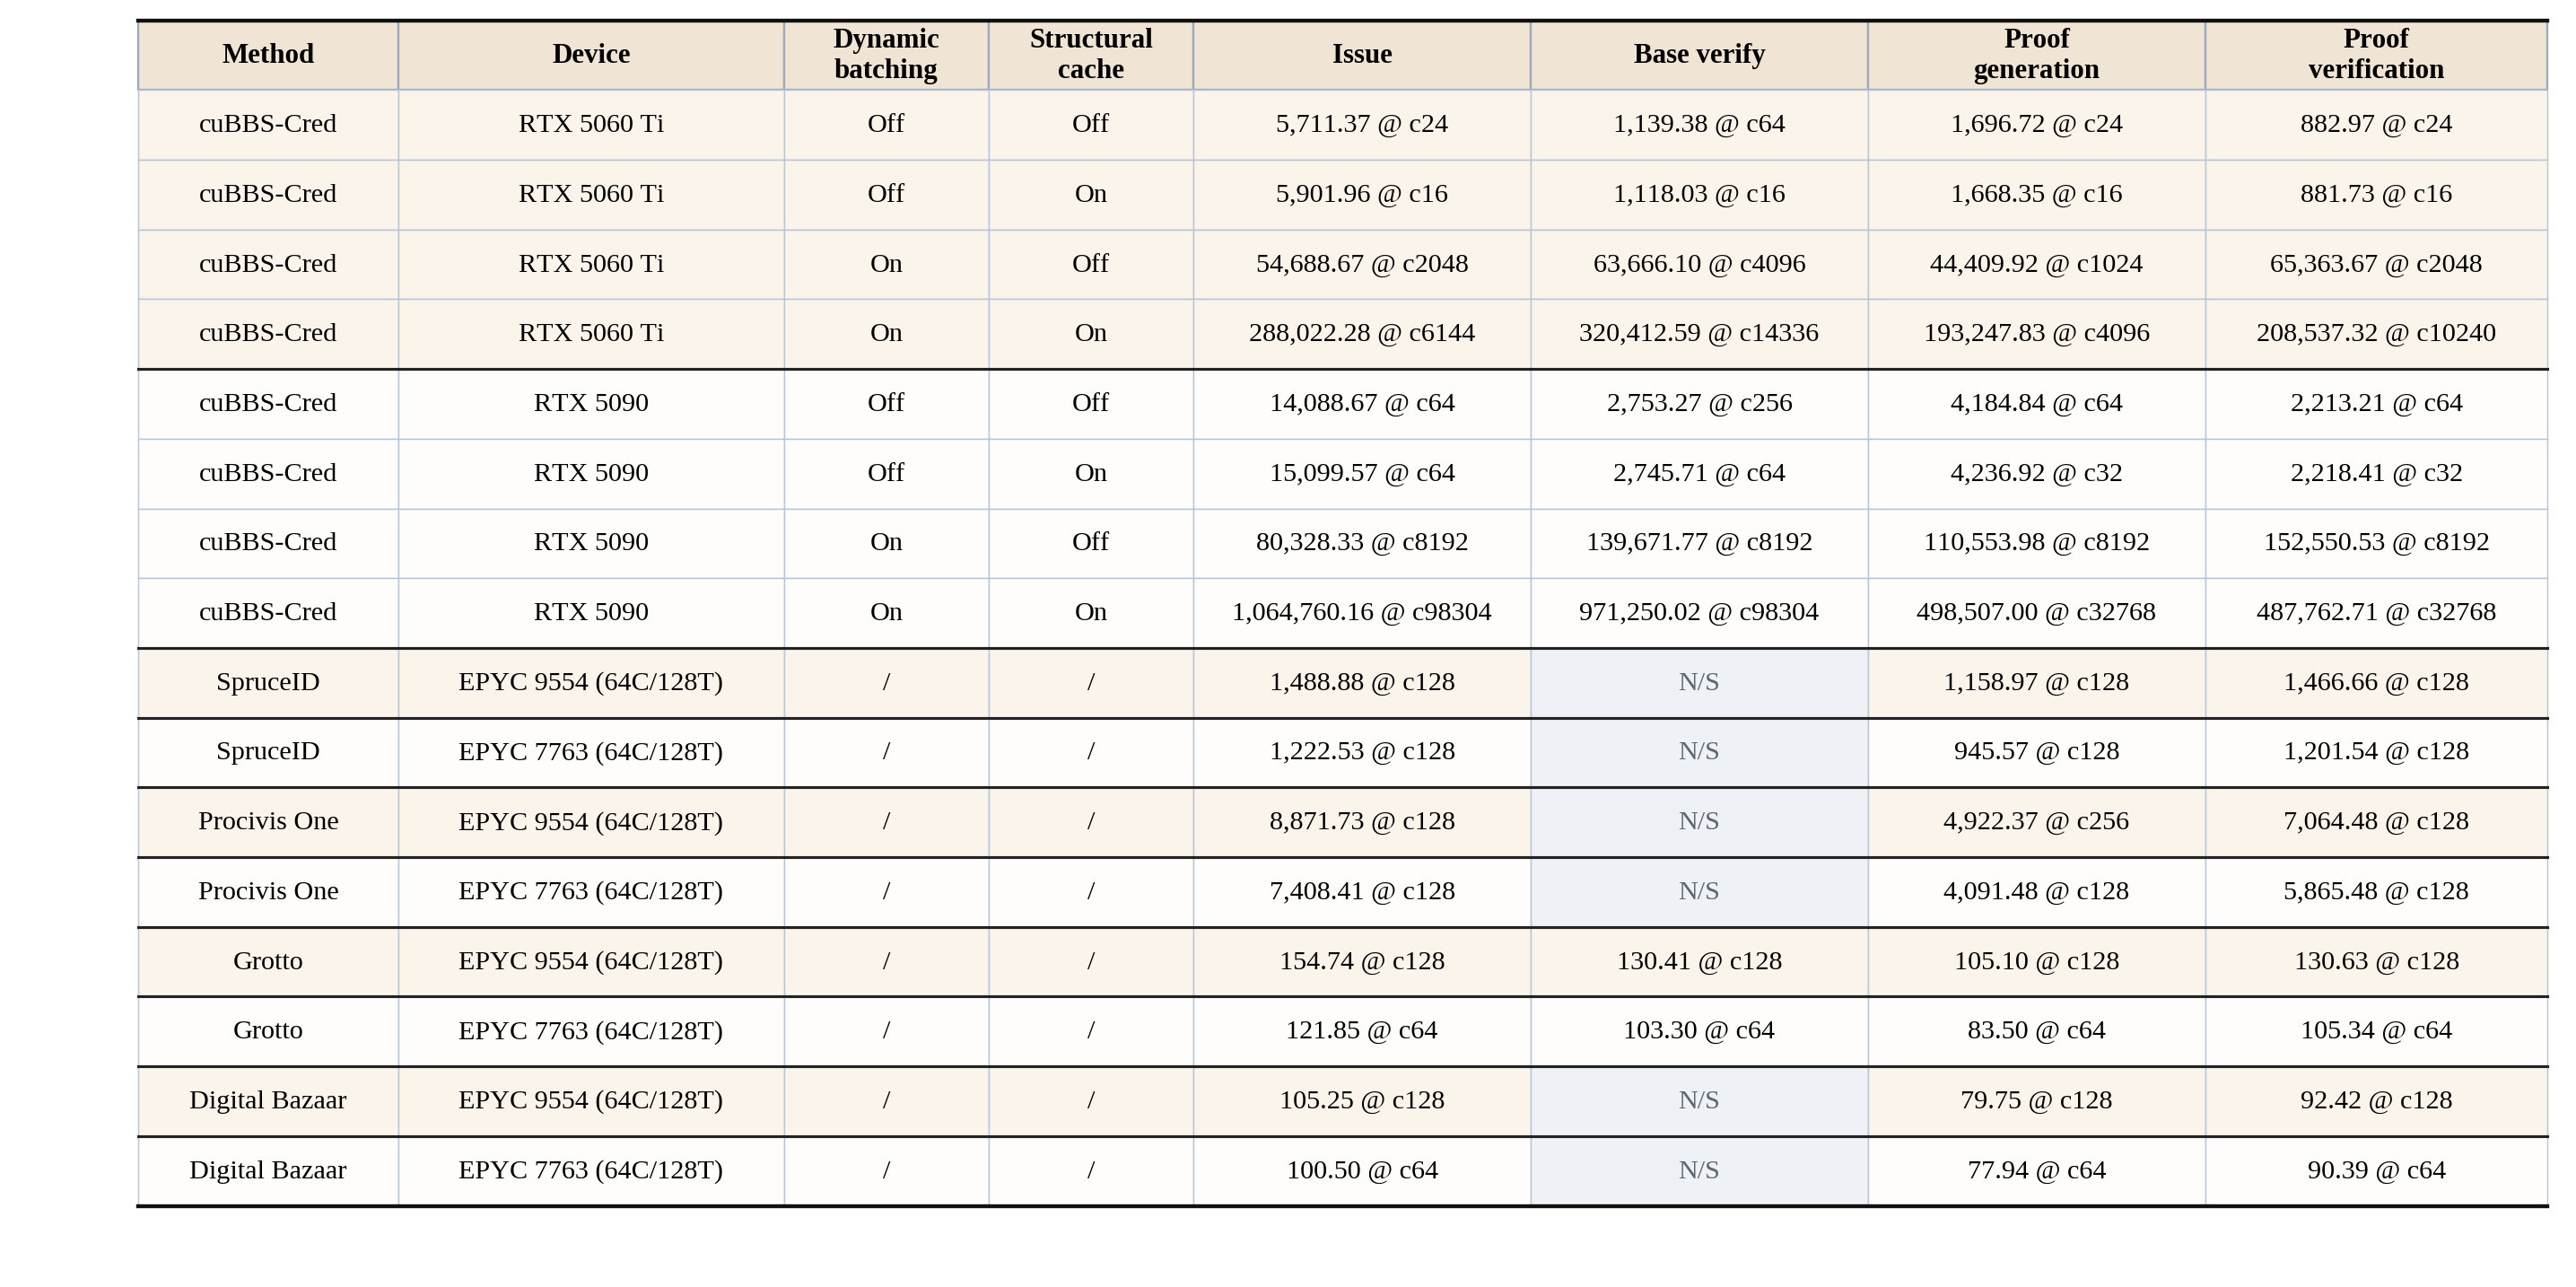 Method Device Dynamic batching Structural cache Issue Base verify Proof generation Proof verification
cuBBS-Cred RTX 5060 Ti Off Off 5,711.37 @ c24 1,139.38 @ c64 1,696.72 @ c24 882.97 @ c24
cuBBS-Cred RTX 5060 Ti Off On 5,901.96 @ c16 1,118.03 @ c16 1,668.35 @ c16 881.73 @ c16
cuBBS-Cred RTX 5060 Ti On Off 54,688.67 @ c2048 63,666.10 @ c4096 44,409.92 @ c1024 65,363.67 @ c2048
cuBBS-Cred RTX 5060 Ti On On 288,022.28 @ c6144 320,412.59 @ c14336 193,247.83 @ c4096 208,537.32 @ c10240
cuBBS-Cred RTX 5090 Off Off 14,088.67 @ c64 2,753.27 @ c256 4,184.84 @ c64 2,213.21 @ c64
cuBBS-Cred RTX 5090 Off On 15,099.57 @ c64 2,745.71 @ c64 4,236.92 @ c32 2,218.41 @ c32
cuBBS-Cred RTX 5090 On Off 80,328.33 @ c8192 139,671.77 @ c8192 110,553.98 @ c8192 152,550.53 @ c8192
cuBBS-Cred RTX 5090 On On 1,064,760.16 @ c98304 971,250.02 @ c98304 498,507.00 @ c32768 487,762.71 @ c32768
SpruceID EPYC 9554 (64C/128T) / / 1,488.88 @ c128 N/S 1,158.97 @ c128 1,466.66 @ c128
SpruceID EPYC 7763 (64C/128T) / / 1,222.53 @ c128 N/S 945.57 @ c128 1,201.54 @ c128
Procivis One EPYC 9554 (64C/128T) / / 8,871.73 @ c128 N/S 4,922.37 @ c256 7,064.48 @ c128
Procivis One EPYC 7763 (64C/128T) / / 7,408.41 @ c128 N/S 4,091.48 @ c128 5,865.48 @ c128
Grotto EPYC 9554 (64C/128T) / / 154.74 @ c128 130.41 @ c128 105.10 @ c128 130.63 @ c128
Grotto EPYC 7763 (64C/128T) / / 121.85 @ c64 103.30 @ c64 83.50 @ c64 105.34 @ c64
Digital Bazaar EPYC 9554 (64C/128T) / / 105.25 @ c128 N/S 79.75 @ c128 92.42 @ c128
Digital Bazaar EPYC 7763 (64C/128T) / / 100.50 @ c64 N/S 77.94 @ c64 90.39 @ c64